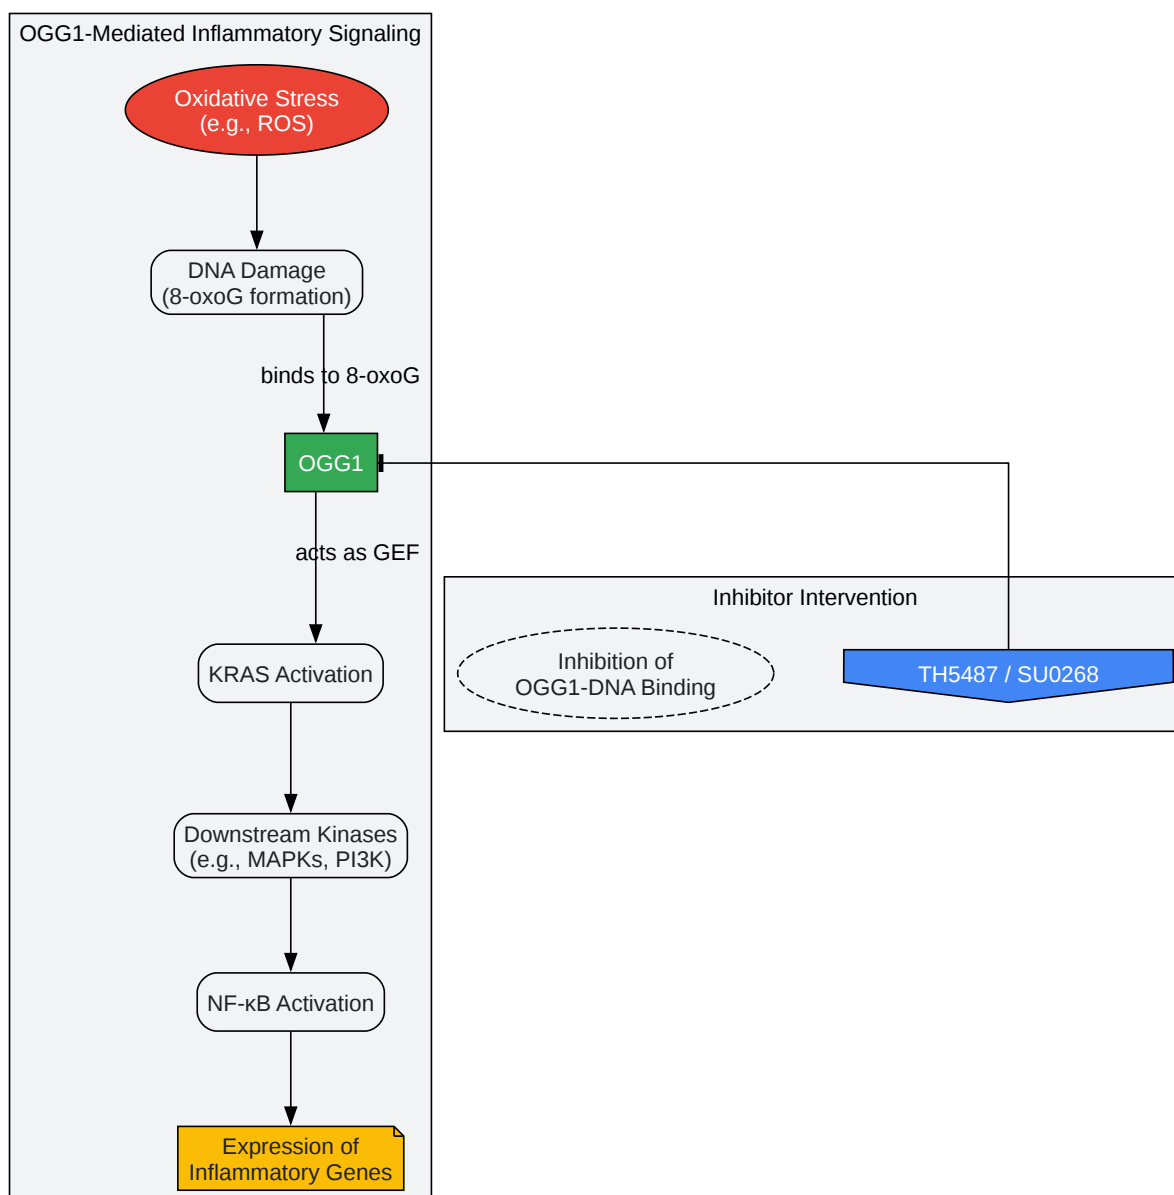 OGG1-Mediated Inflammatory Signaling
Oxidative Stress
(e.g., ROS)
DNA Damage
(8-oxoG formation)
binds to 8-oxoG
OGG1
acts as GEF
Inhibitor Intervention
Inhibition of
OGG1-DNA Binding
TH5487 / SU0268
KRAS Activation
Downstream Kinases
(e.g., MAPKs, PI3K)
NF-κB Activation
Expression of
Inflammatory Genes